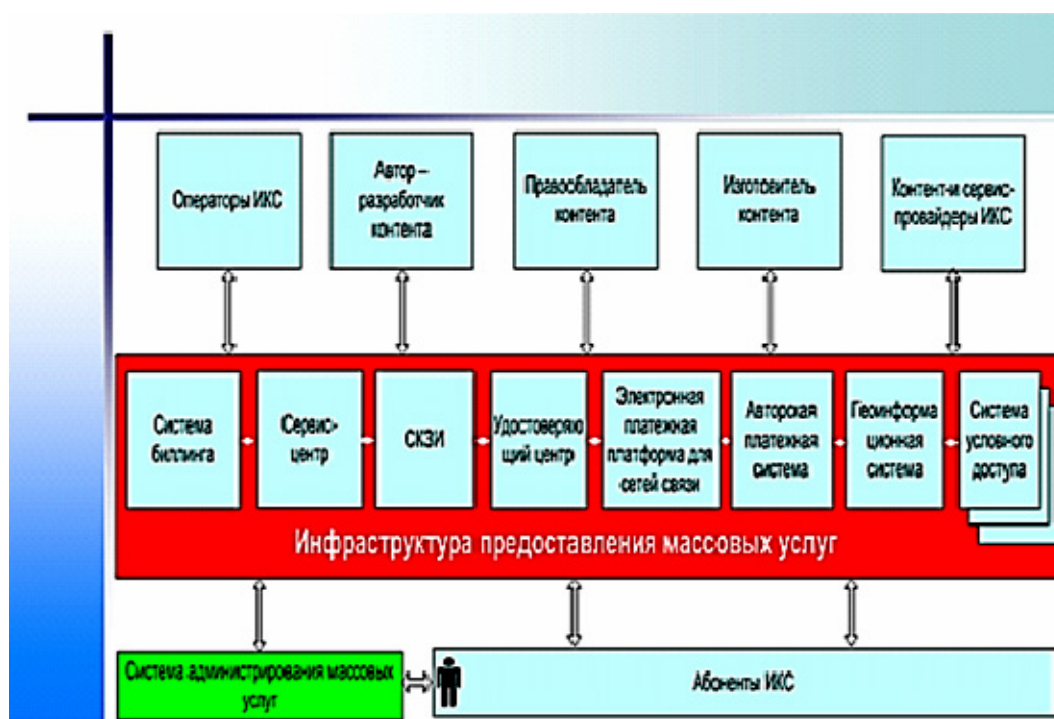 Операторы ИКС
Автор –
разработчик
контента
Правообладатель
контента
Изготовитель
контента
Контент-и сервис-
провайдеры ИКС
Система
биллинга
Сервис-
центр
СКЗИ
Удостоверяю
щий центр
Электронная
платежная
платформа для
сетей связи
Авторская
платежная
система
Геоинформа
ционная
система
Система
условного
доступа
Инфраструктура предоставления массовых услуг
Система администрирования массовых
услуг
Абоненты ИКС